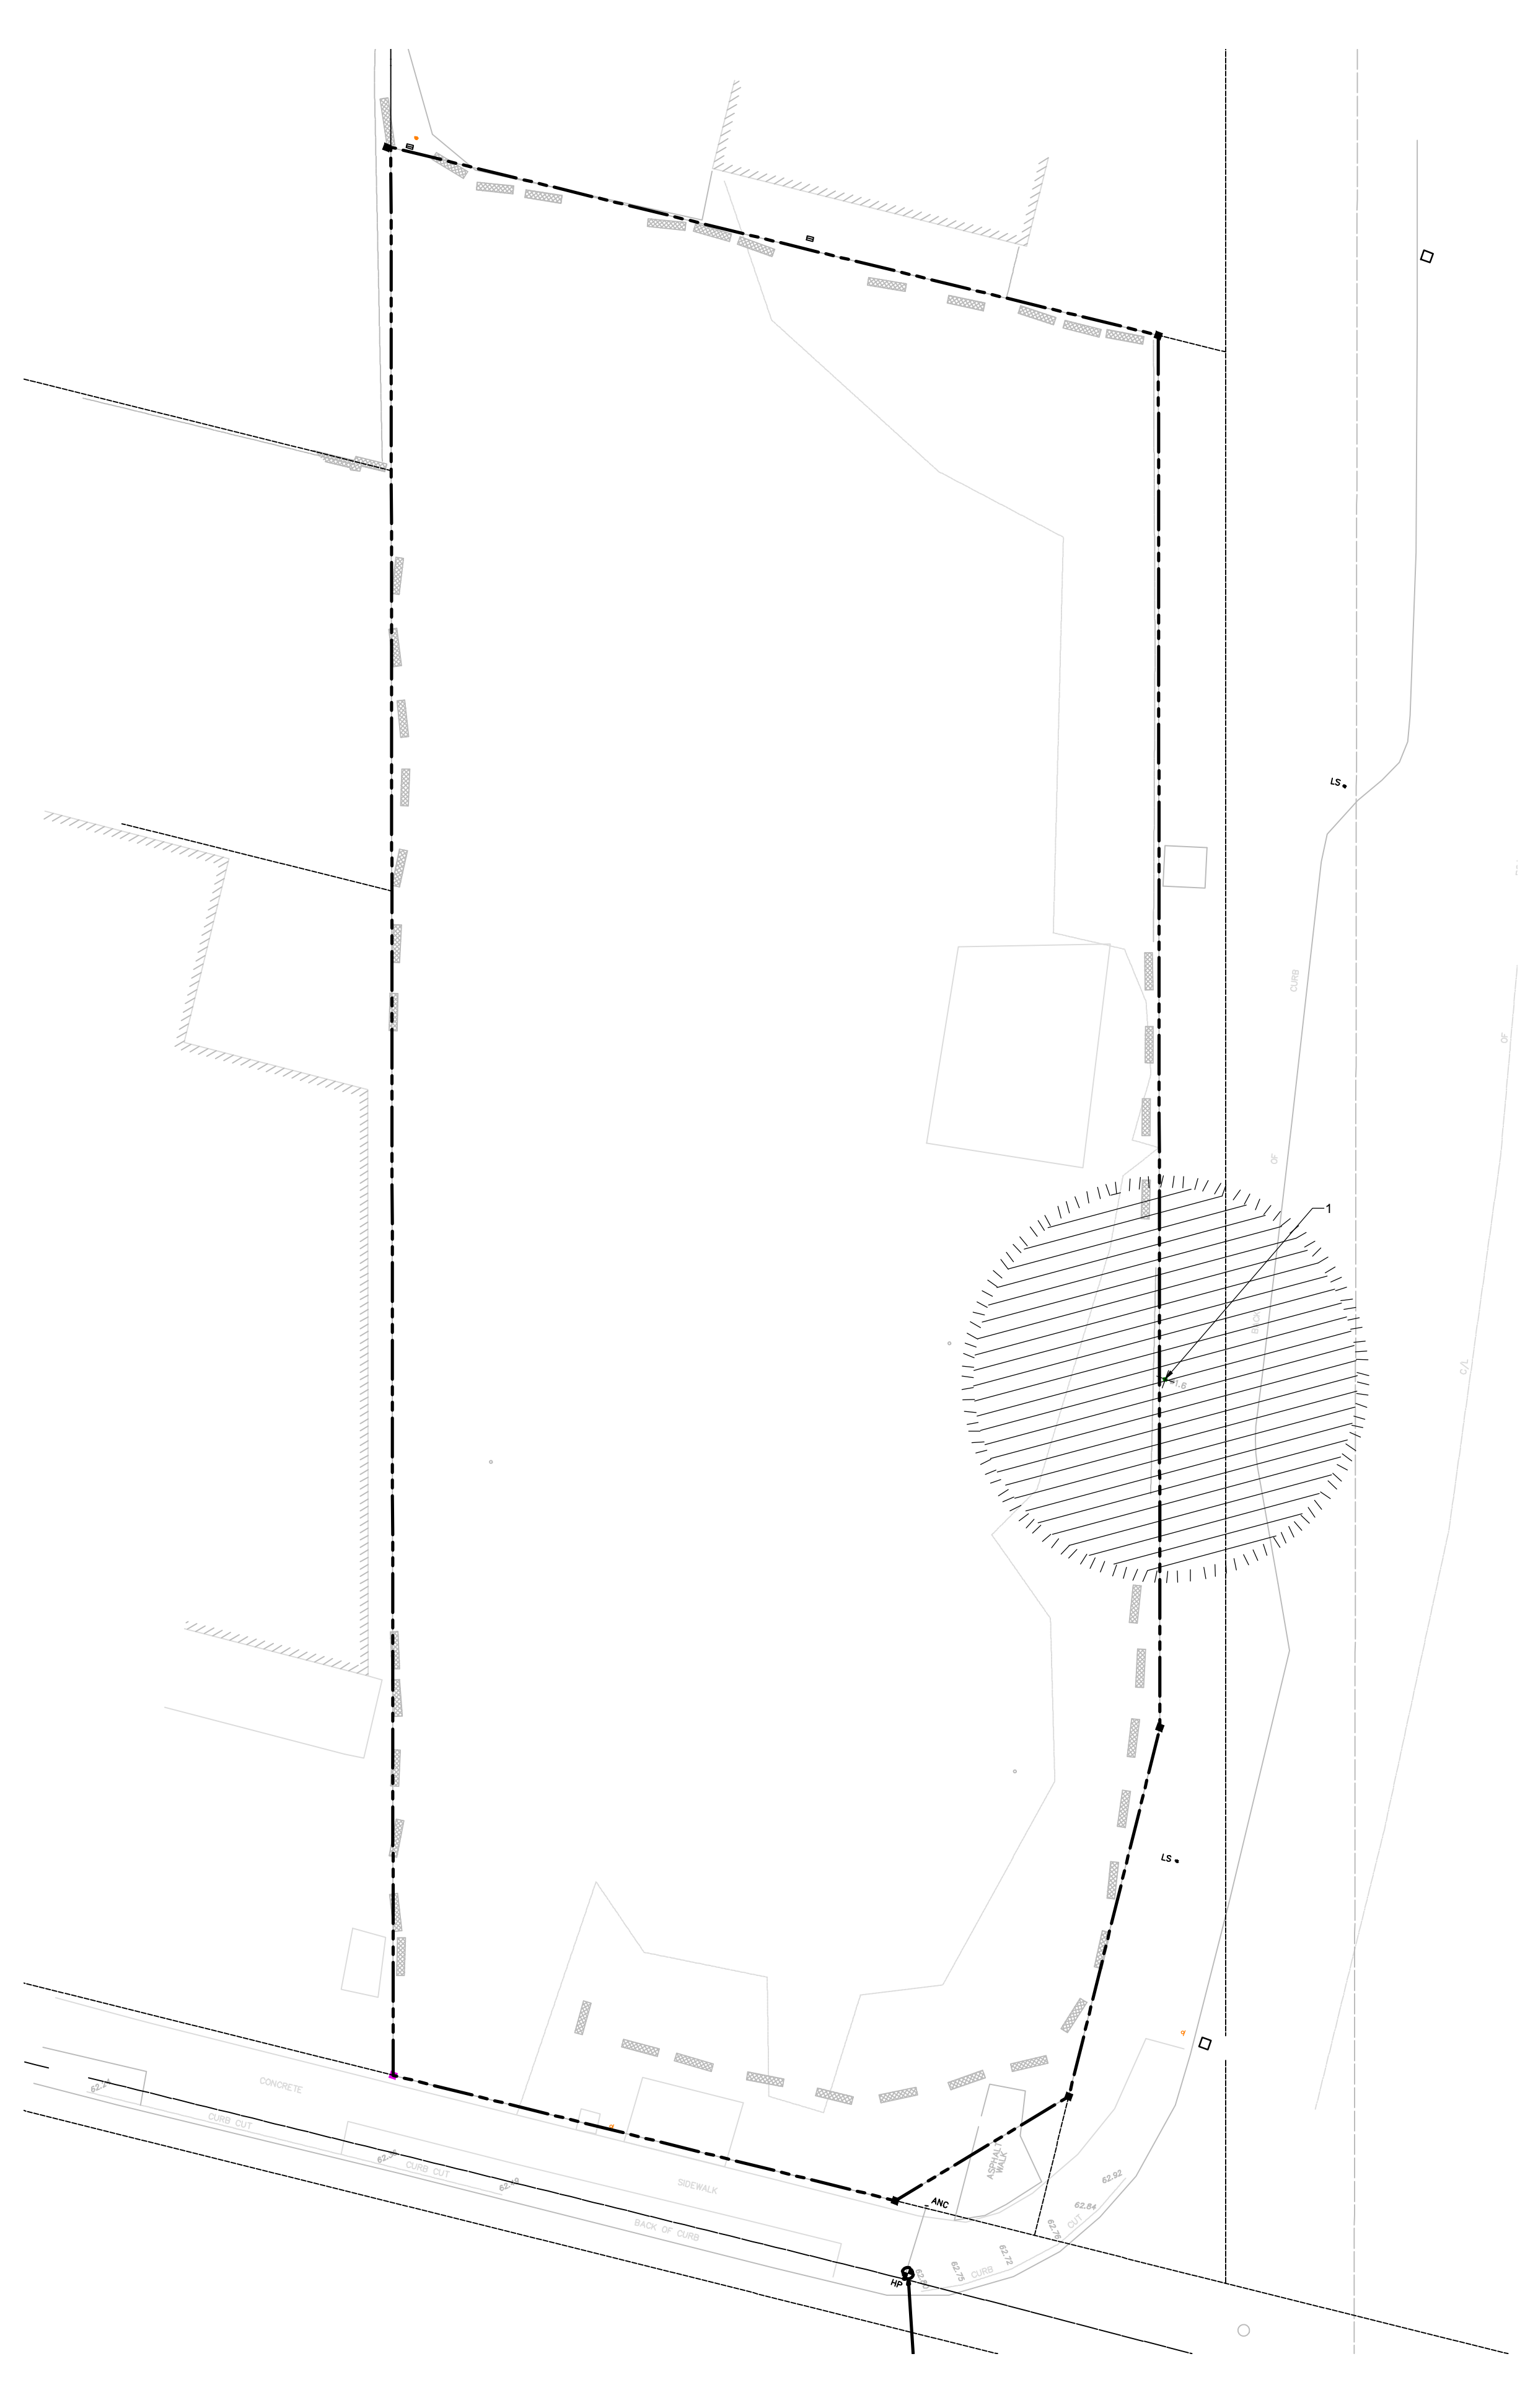 LS
CURB
OF
OF
1
BACK
C/L
LS
CONCRETE
CURB CUT
CURB CUT
SIDEWALK
BACK OF CURB
ASPHALT
WALK
ANC
62.92
62.84
CUT
62.76
62.72
62.75
CURB
HP